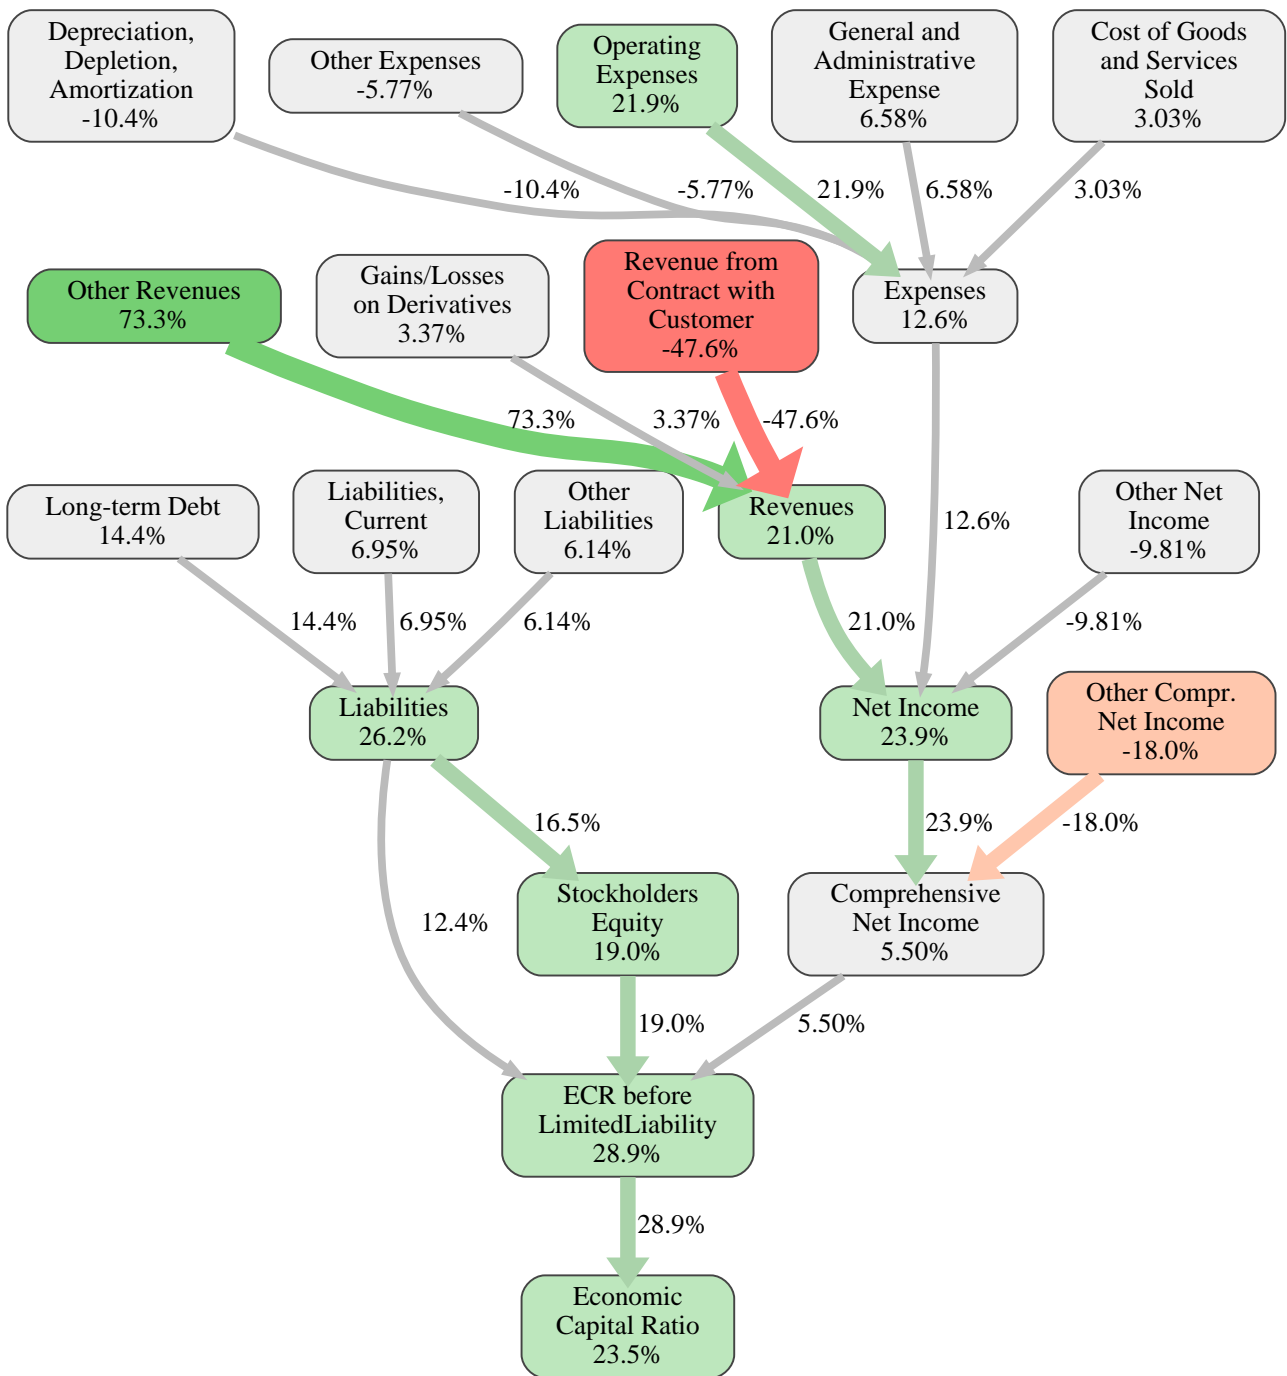 Depreciation,
Depletion,
Amortization
-10.4%
Other Expenses
-5.77%
Operating
Expenses
21.9%
General and
Administrative
Expense
6.58%
Cost of Goods
and Services
Sold
3.03%
-10.4%
-5.77%
21.9%
6.58%
3.03%
Other Revenues
73.3%
Gains/Losses
on Derivatives
3.37%
Revenue from
Contract with
Customer
-47.6%
Expenses
12.6%
73.3%
3.37%
-47.6%
12.6%
Long-term Debt
14.4%
Liabilities,
Current
6.95%
Other
Liabilities
6.14%
Revenues
21.0%
Other Net
Income
-9.81%
14.4%
6.95%
6.14%
21.0%
-9.81%
Liabilities
26.2%
Net Income
23.9%
Other Compr.
Net Income
-18.0%
16.5%
23.9%
-18.0%
12.4%
Stockholders
Equity
19.0%
Comprehensive
Net Income
5.50%
19.0%
5.50%
ECR before
LimitedLiability
28.9%
28.9%
Economic
Capital Ratio
23.5%